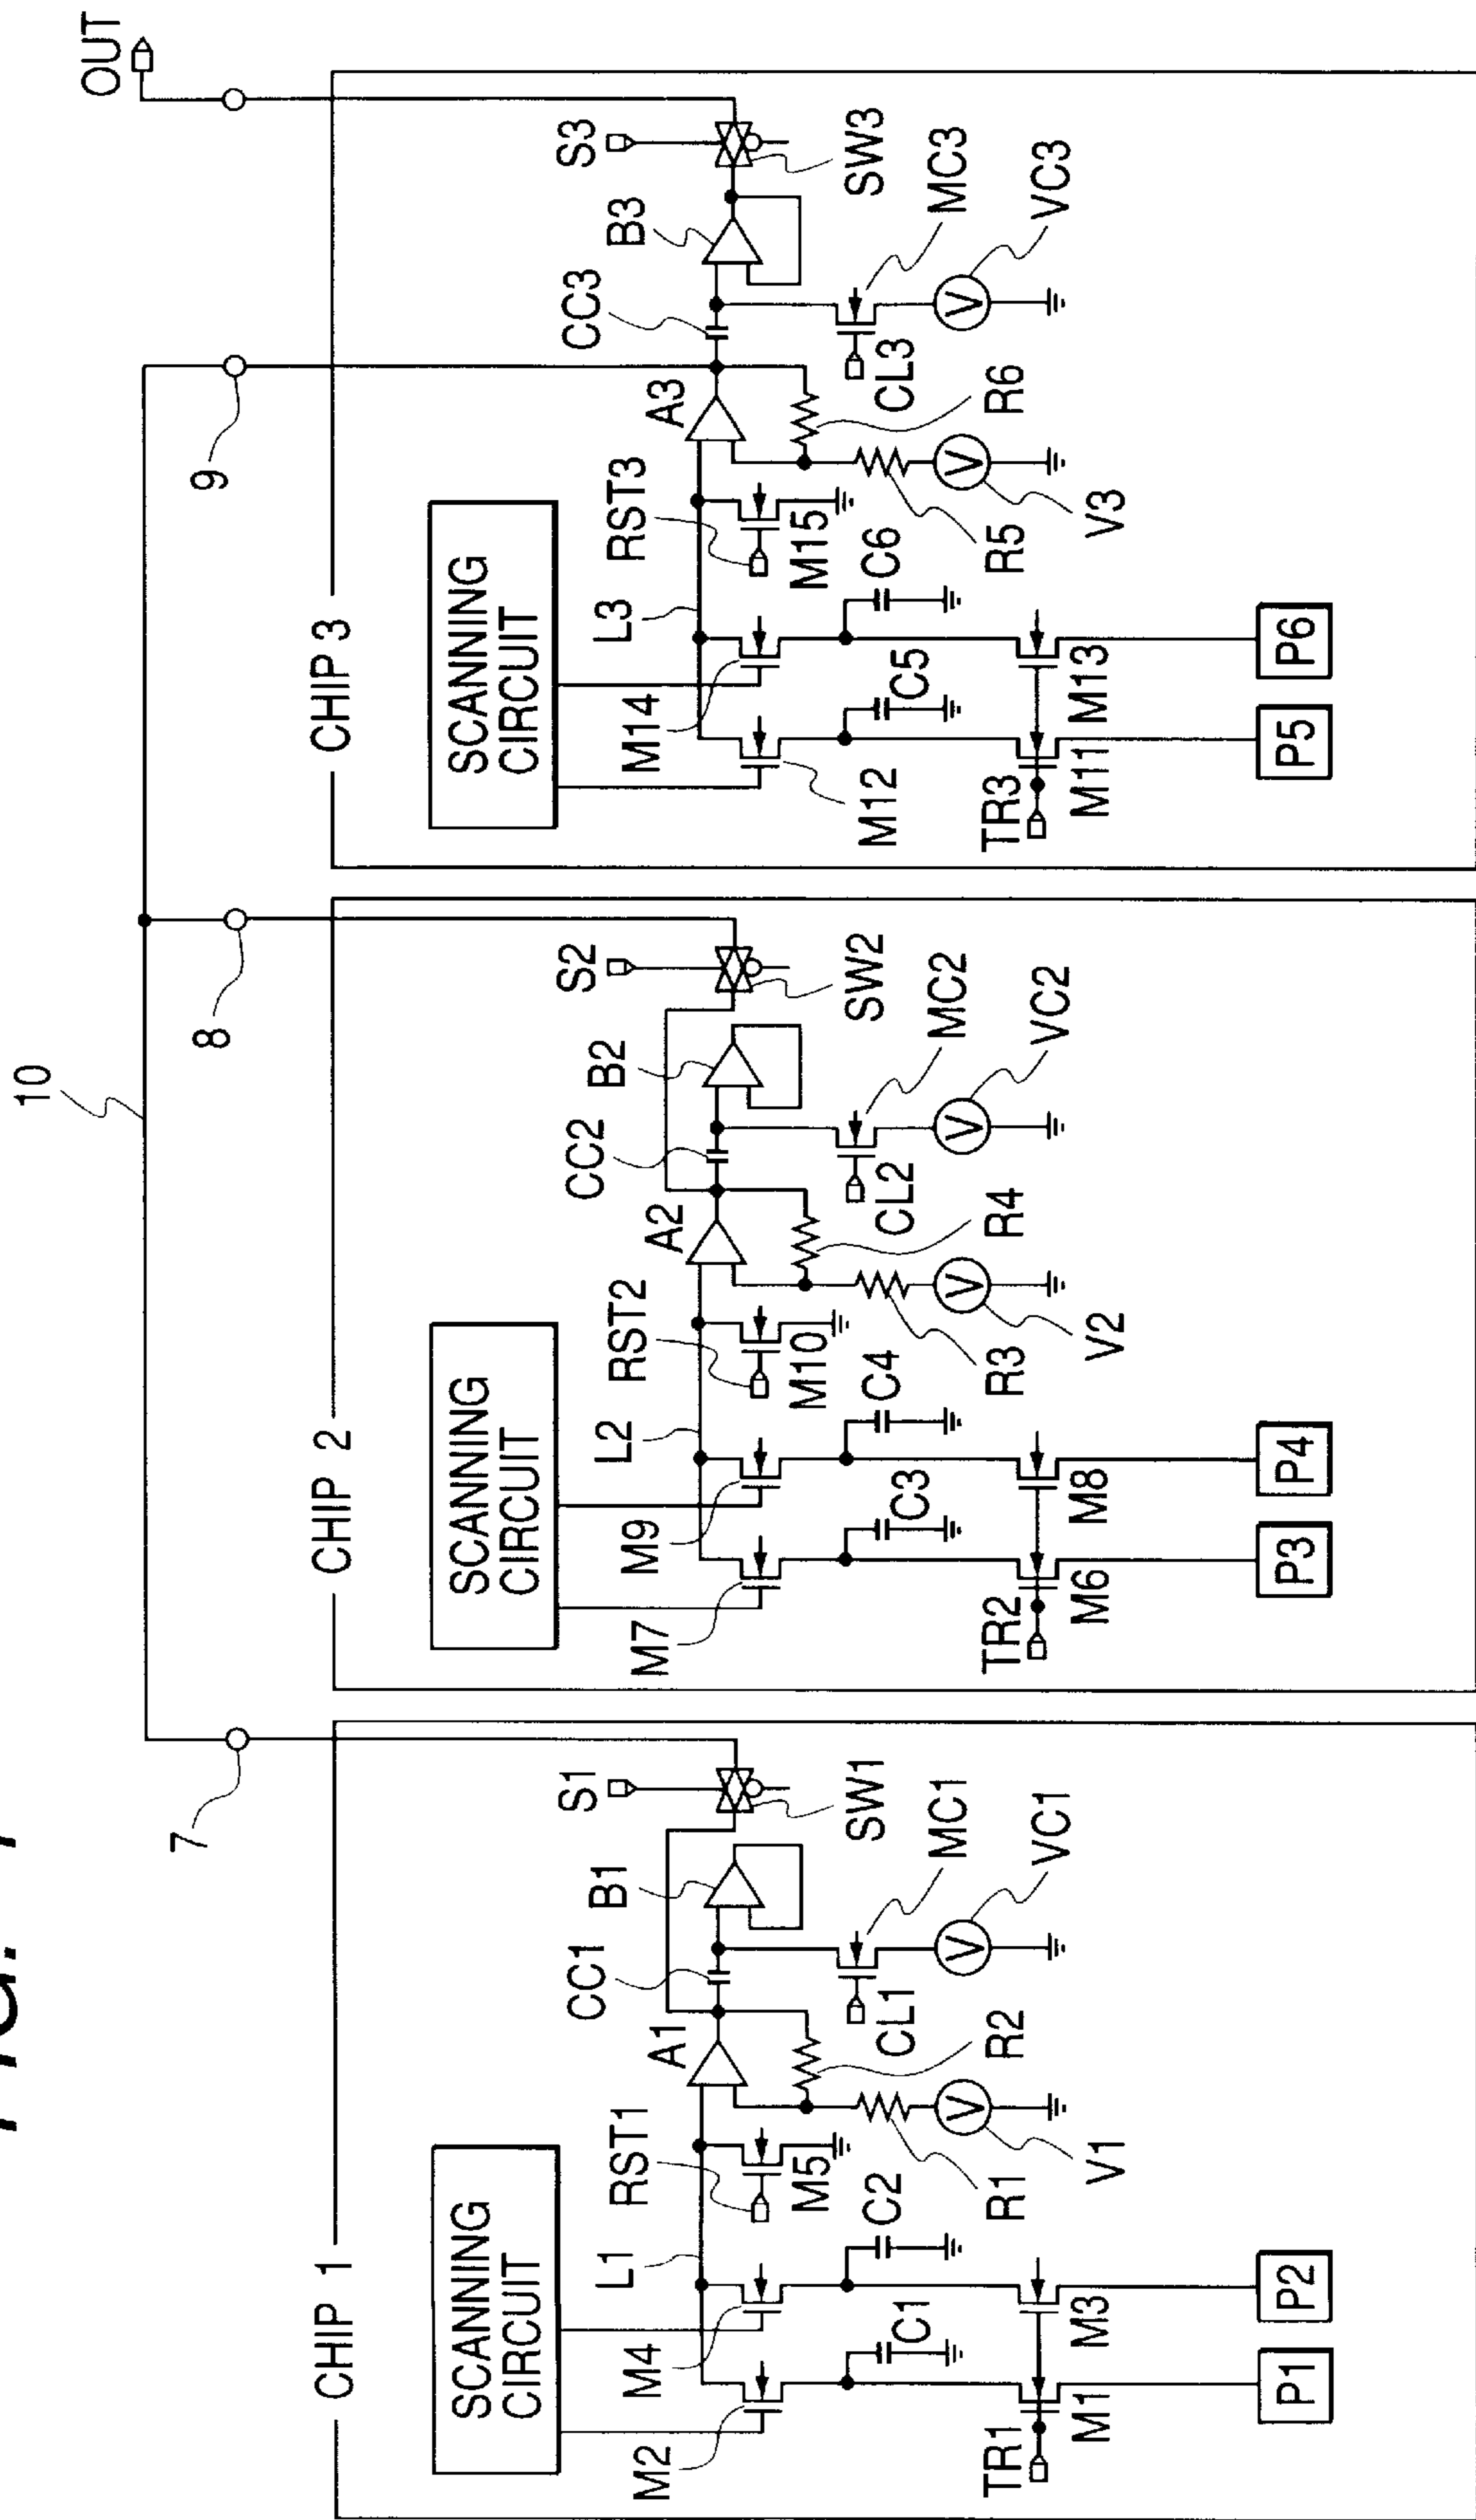 10
OUT
7
8
9
CHIP 1
SCANNING
CIRCUIT
M2
M4
L1
RST1
M5
A1
CC1
B1
S1
SW1
MC1
VC1
CL1
R2
R1
V1
C1
C2
TR1
M1
M3
P1
P2
CHIP 2
SCANNING
CIRCUIT
M7
M9
L2
RST2
M10
A2
CC2
B2
S2
SW2
MC2
VC2
CL2
R4
R3
V2
C3
C4
TR2
M6
M8
P3
P4
CHIP 3
SCANNING
CIRCUIT
M12
M14
L3
RST3
M15
A3
CC3
B3
S3
SW3
MC3
VC3
CL3
R6
R5
V3
C5
C6
TR3
M11
M13
P5
P6
V
V
V
V
V
V